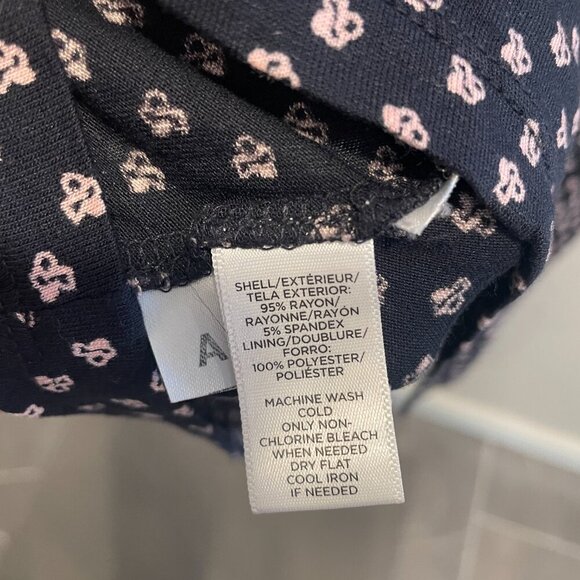 SHELL/EXTÉRIEUR/
TELA EXTERIOR:
95% RAYON/
RAYONNE/RAYÓN
5% SPANDEX
LINING/DOUBLURE/
FORRO:
100% POLYESTER/
POLIÉSTER
MACHINE WASH
COLD
ONLY NON-
CHLORINE BLEACH
WHEN NEEDED
DRY FLAT
COOL IRON
IF NEEDED
A